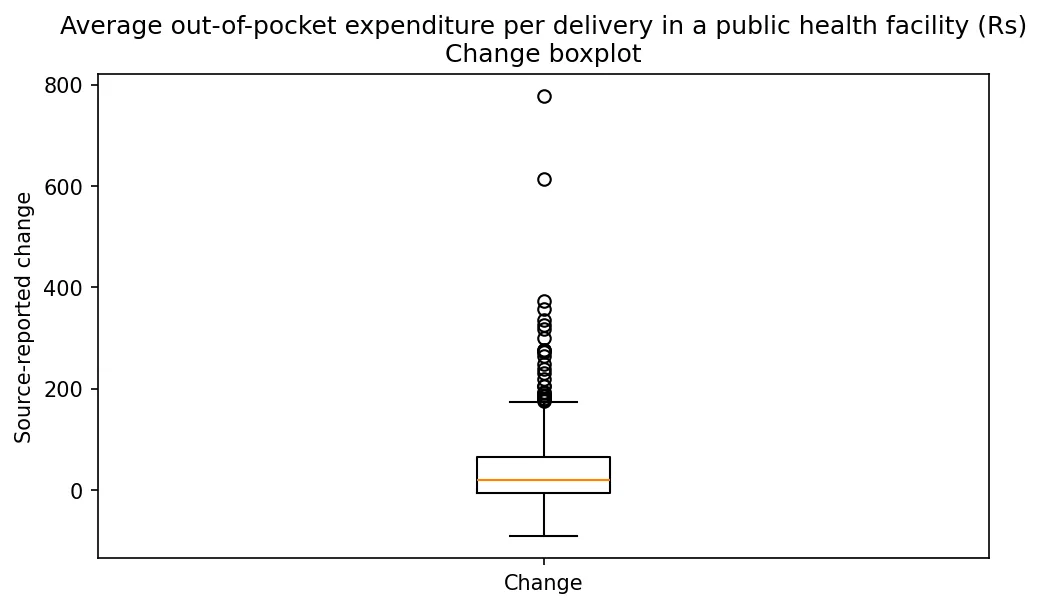 Average out-of-pocket expenditure per delivery in a public health facility (Rs)
Change boxplot
Source-reported change
800
600
400
200
0
Change